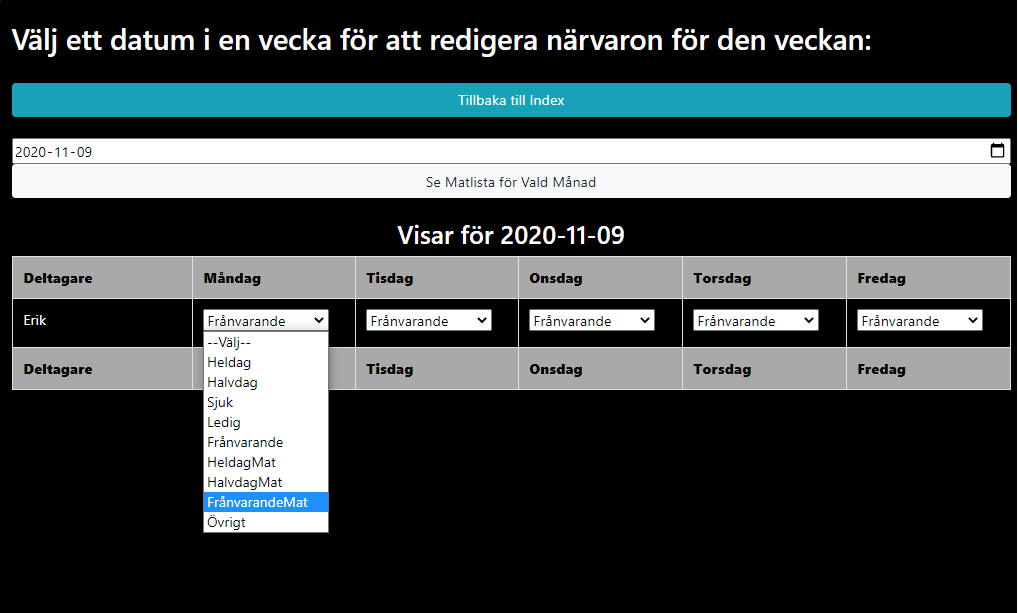 Välj ett datum i en vecka för att redigera närvaron för den veckan:
Tillbaka till Index
2020-11-09
Se Matlista för Vald Månad
Visar för 2020-11-09
Deltagare Måndag Tisdag Onsdag Torsdag Fredag
Erik Frånvarande Frånvarande Frånvarande Frånvarande Frånvarande
--Välj--
Heldag
Deltagare Tisdag Onsdag Torsdag Fredag
Halvdag
Sjuk
Ledig
Frånvarande
HeldagMat
HalvdagMat
FrånvarandeMat
Övrigt